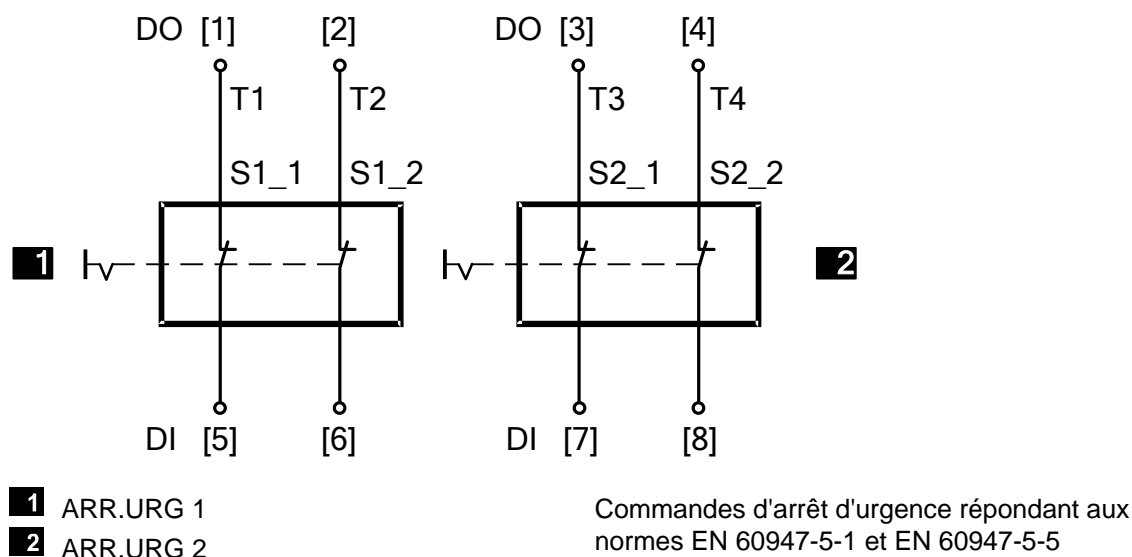 DO [1] [2] DO [3] [4]
T1 T2 T3 T4
S1_1 S1_2 S2_1 S2_2
1 2
DI [5] [6] DI [7] [8]
1 ARR.URG 1
2 ARR.URG 2
Commandes d'arrêt d'urgence répondant aux
normes EN 60947-5-1 et EN 60947-5-5